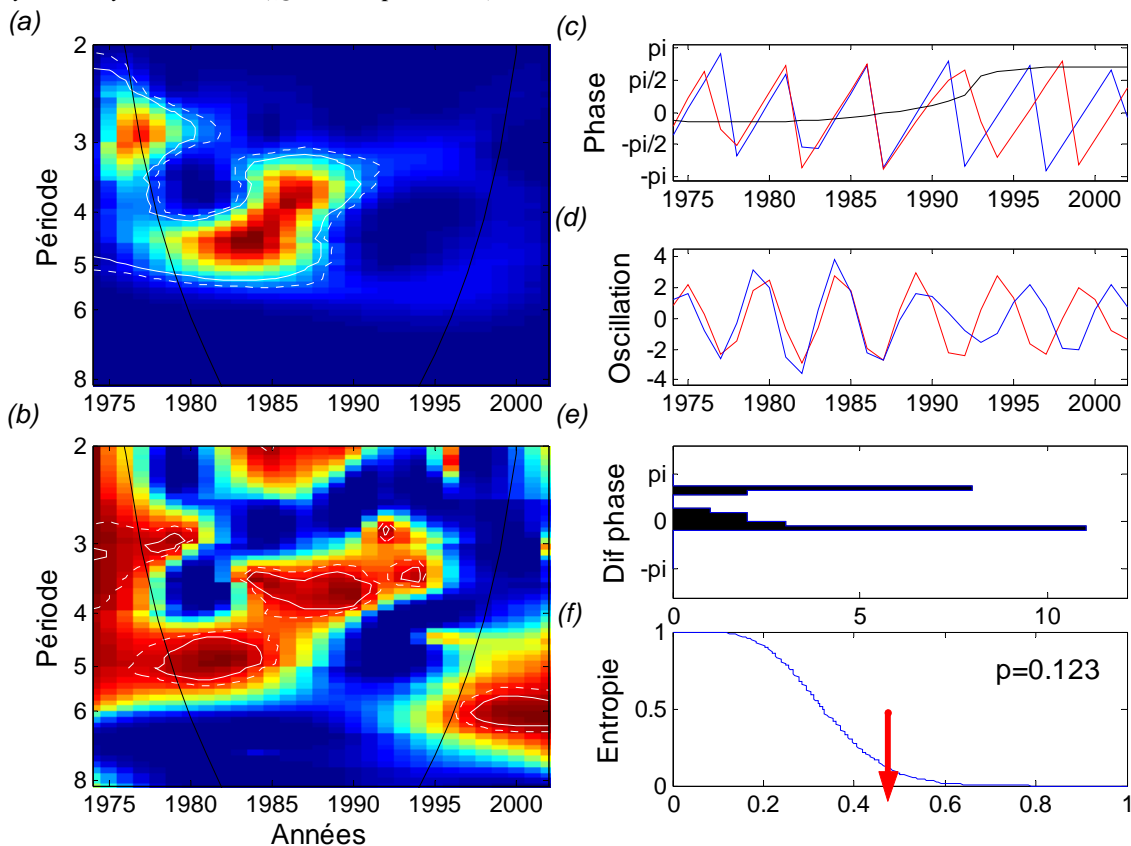 (a)
2
3
4
5
6
8
Période
1975 1980 1985 1990 1995 2000
(b)
2
3
4
5
6
8
Période
1975 1980 1985 1990 1995 2000
Années
(c)
pi
pi/2
0
-pi/2
-pi
Phase
1975 1980 1985 1990 1995 2000
(d)
4
2
0
-2
-4
Oscillation
1975 1980 1985 1990 1995 2000
(e)
pi
0
-pi
Dif phase
0 5 10
(f)
1
0.5
0
Entropie
p=0.123
0 0.2 0.4 0.6 0.8 1